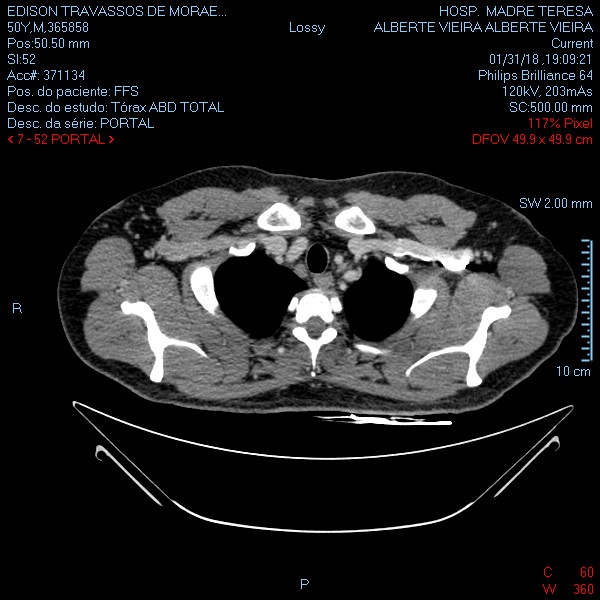 EDISON TRAVASSOS DE MORAE...
50Y,M,365858
Pos:50.50 mm
SI:52
Acc#: 371134
Pos. do paciente: FFS
Desc. do estudo: Tórax ABD TOTAL
Desc. da série: PORTAL
< 7 - 52 PORTAL >
Lossy
HOSP. MADRE TERESA
ALBERTE VIEIRA ALBERTE VIEIRA
Current
01/31/18 ,19:09:21
Philips Brilliance 64
120kV, 203mAs
SC:500.00 mm
117% Pixel
DFOV 49.9 x 49.9 cm
SW 2.00 mm
R
10 cm
P
C 60
W 360